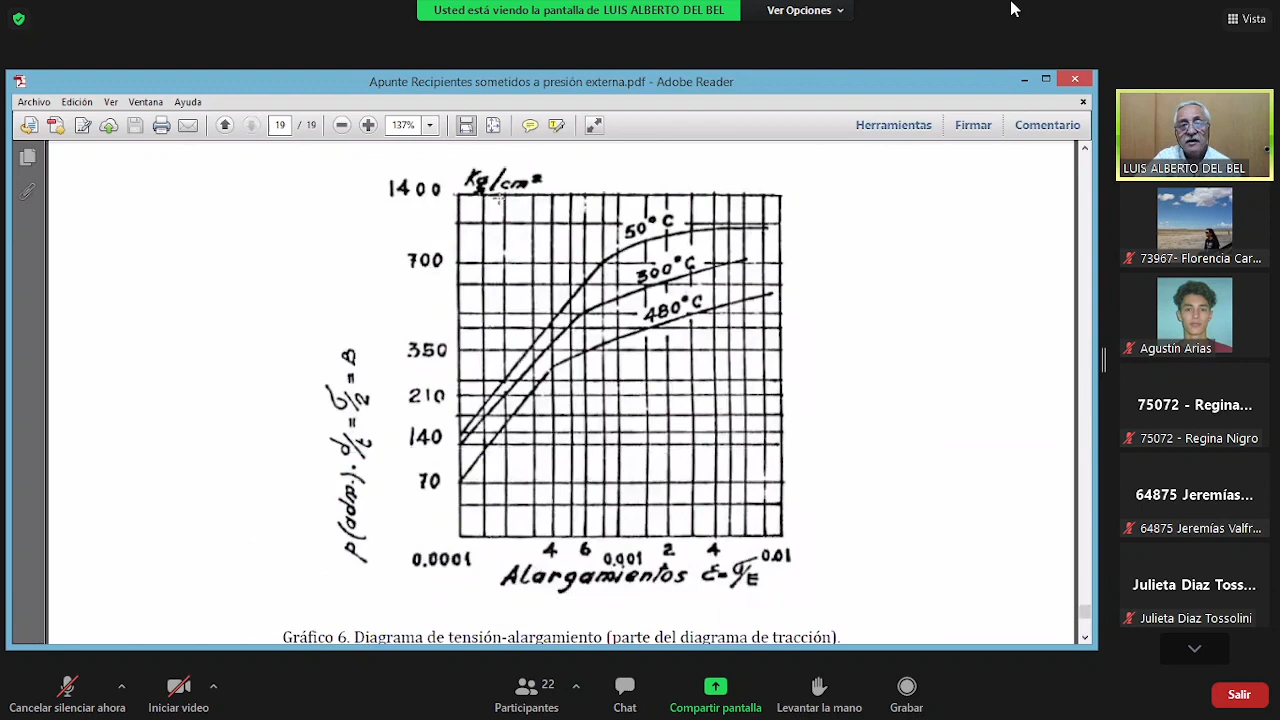 Usted está viendo la pantalla de LUIS ALBERTO DEL BEL
Ver Opciones
Vista
Apunte Recipientes sometidos a presión externa.pdf - Adobe Reader
Archivo Edición Ver Ventana Ayuda
19 / 19
137%
Herramientas Firmar Comentario
Kg/cm²
1400
700
350
210
140
70
50°C
300°C
480°C
p(adm.). d/t = σ/2 = B
0.0001 4 6 0.001 2 4 0.01
Alargamientos ε=σ/E
Gráfico 6. Diagrama de tensión-alargamiento (parte del diagrama de tracción).
LUIS ALBERTO DEL BEL
73967- Florencia Car...
Agustín Arias
75072 - Regina...
75072 - Regina Nigro
64875 Jeremías...
64875 Jeremías Valfr...
Julieta Diaz Toss...
Julieta Diaz Tossolini
Cancelar silenciar ahora
Iniciar video
22
Participantes
Chat
Compartir pantalla
Levantar la mano
Grabar
Salir